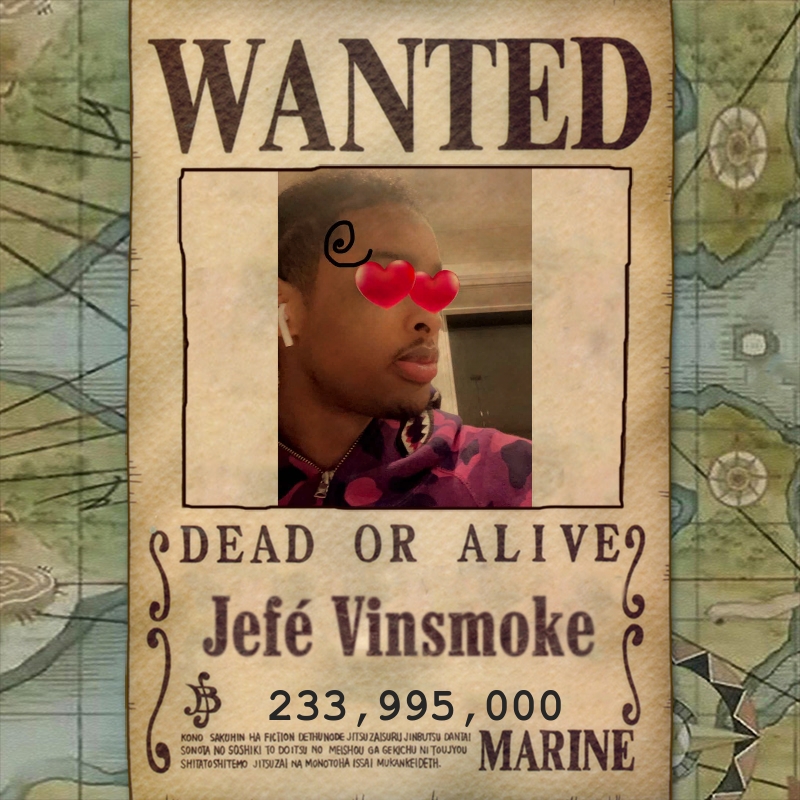 WANTED
DEAD OR ALIVE
Jefé Vinsmoke
233,995,000
KONO SAKUHIN HA FICTION DETHUNODE JITSUZAISURU JINBUTSU DANTAI
SONOTA NO SOSHIKI TO DOITSU NO MEISHOU GA GEKICHU NI TOUJYOU
SHITATOSHITEMO JITSUZAI NA MONOTOHA ISSAI MUKANKEIDETH.
MARINE